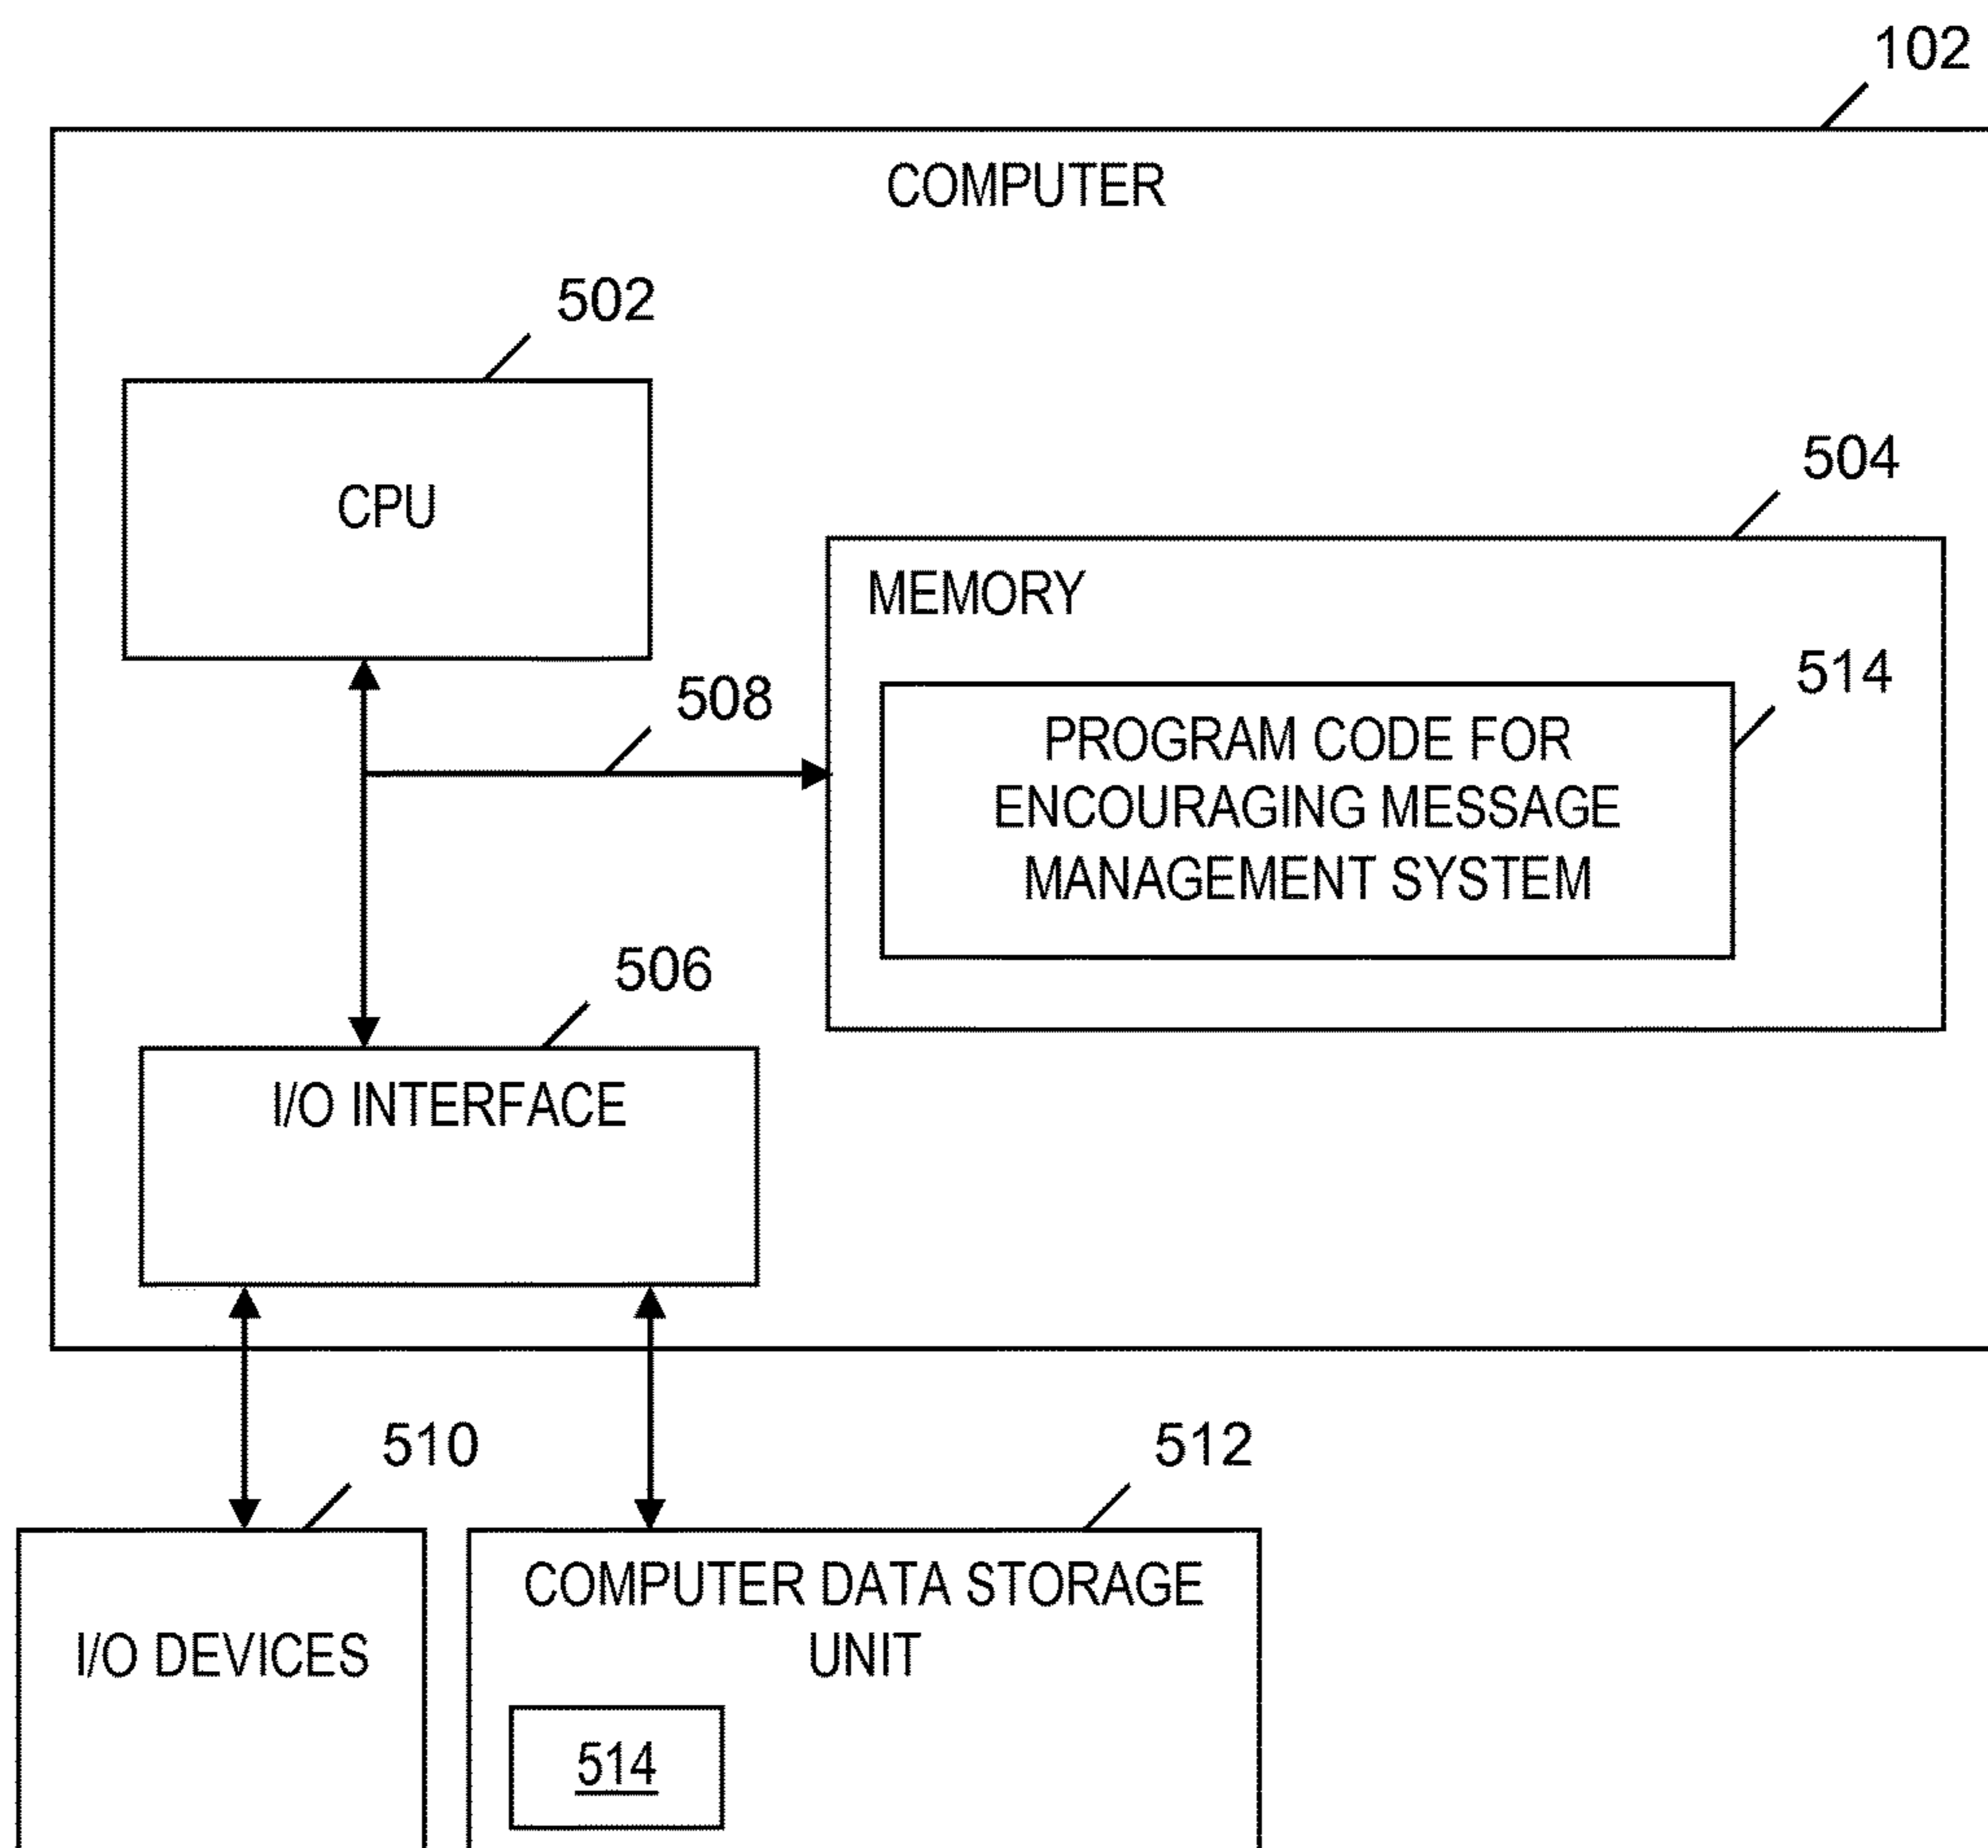 102
COMPUTER
502
CPU
504
MEMORY
514
508
PROGRAM CODE FOR
ENCOURAGING MESSAGE
MANAGEMENT SYSTEM
506
I/O INTERFACE
510
512
I/O DEVICES
COMPUTER DATA STORAGE
UNIT
514